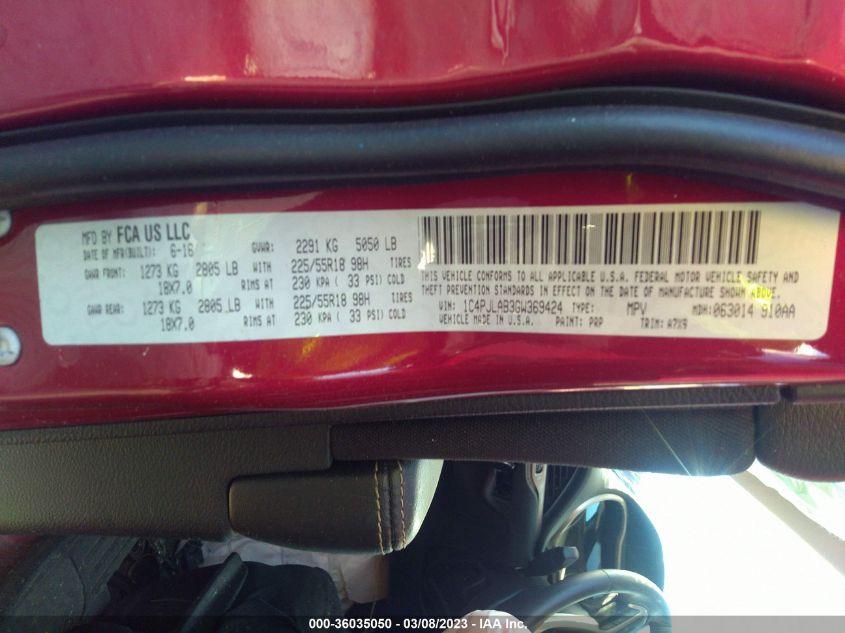 MFD BY FCA US LLC
DATE OF MFR(BUILT): 6-16 GVWR: 2291 KG 5050 LB
GAWR FRONT: 1273 KG 2805 LB WITH 225/55R18 98H TIRES
18X7.0 RIMS AT 230 KPA ( 33 PSI) COLD
GAWR REAR: 1273 KG 2805 LB WITH 225/55R18 98H TIRES
18X7.0 RIMS AT 230 KPA ( 33 PSI) COLD
THIS VEHICLE CONFORMS TO ALL APPLICABLE U.S.A. FEDERAL MOTOR VEHICLE SAFETY AND
THEFT PREVENTION STANDARDS IN EFFECT ON THE DATE OF MANUFACTURE SHOWN ABOVE.
VIN: 1C4PJLAB3GW369424 TYPE: MPV MDH: 063014 910AA
VEHICLE MADE IN U.S.A. PAINT: PRP TRIM: A7X9
000-36035050 - 03/08/2023 - IAA Inc.